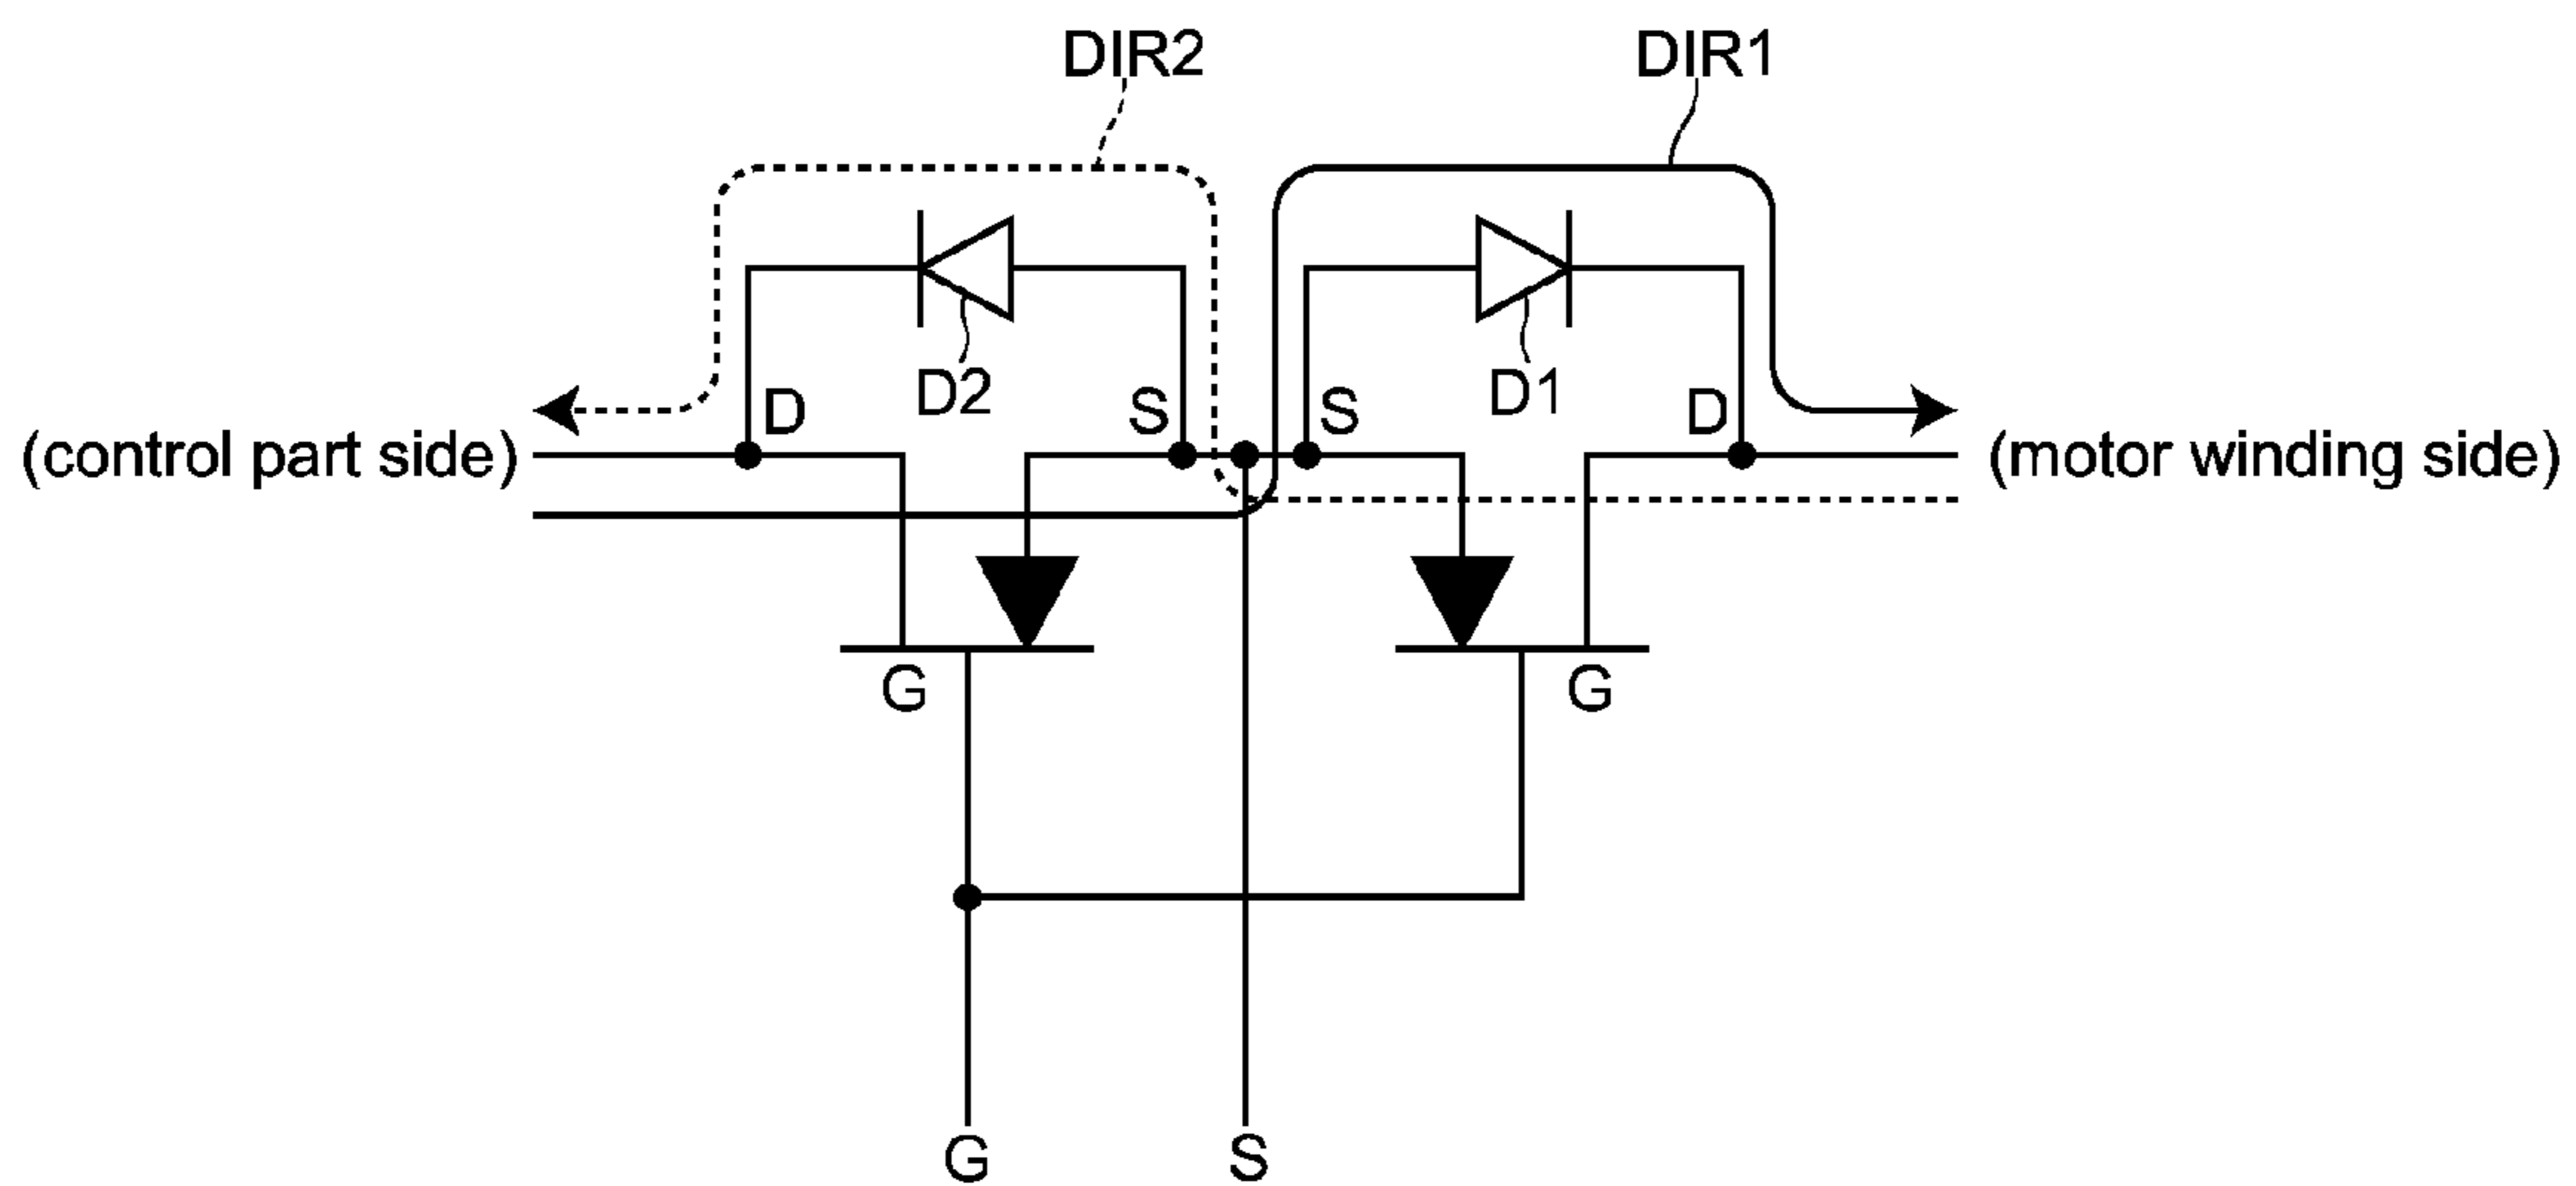 DIR2 DIR1
D2 D1
D S S D
(control part side) (motor winding side)
G G
G S